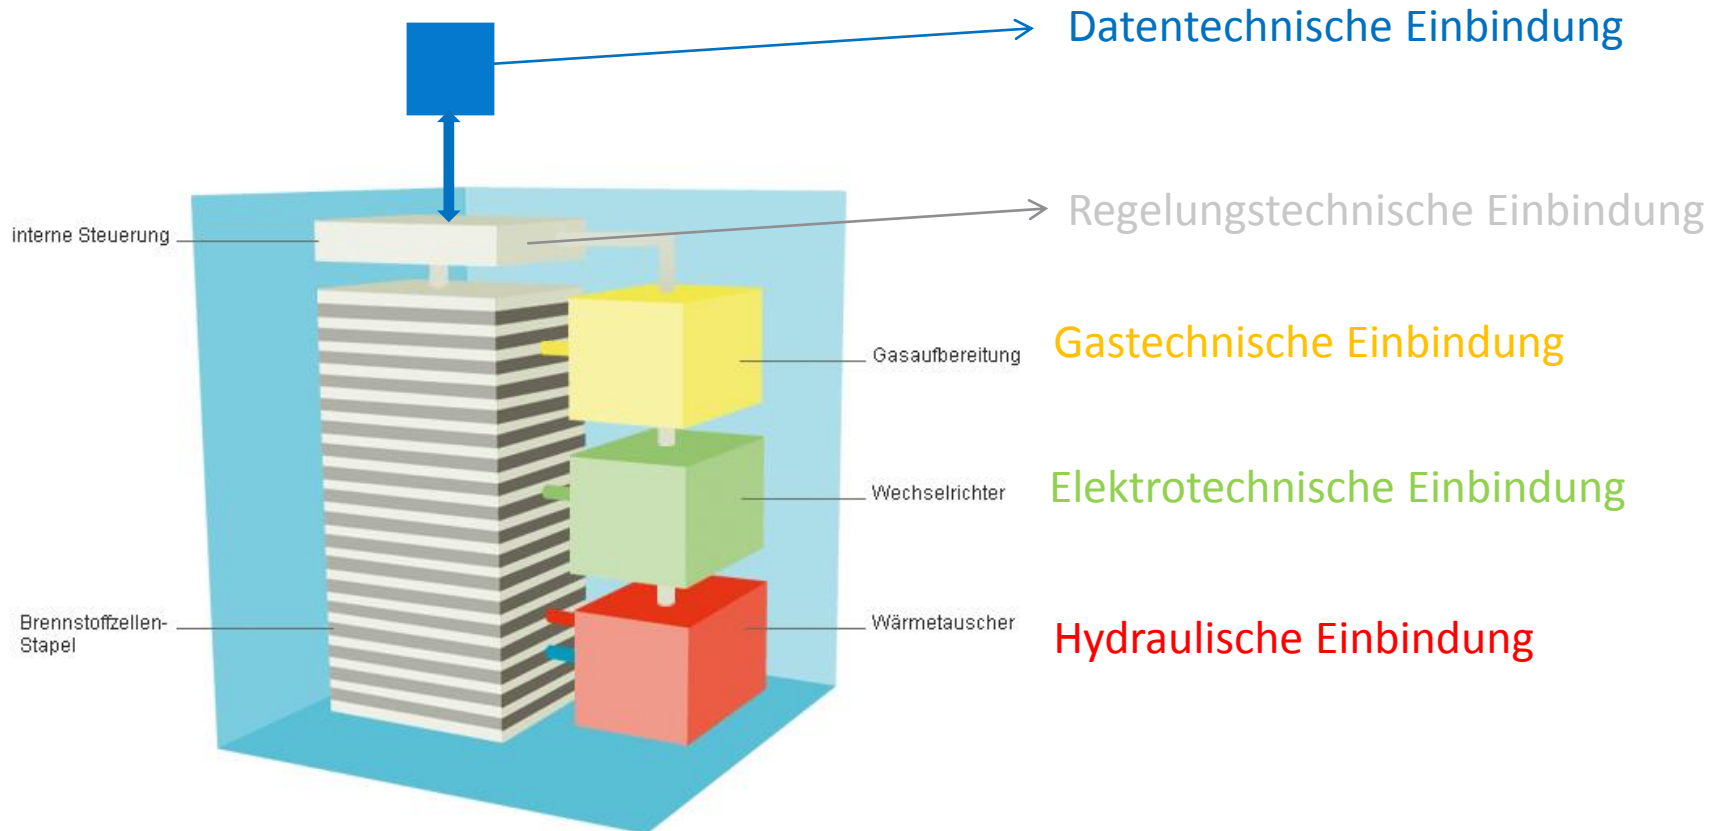 Datentechnische Einbindung
Regelungstechnische Einbindung
interne Steuerung
Gasaufbereitung
Gastechnische Einbindung
Wechselrichter
Elektrotechnische Einbindung
Brennstoffzellen-
Stapel
Wärmetauscher
Hydraulische Einbindung